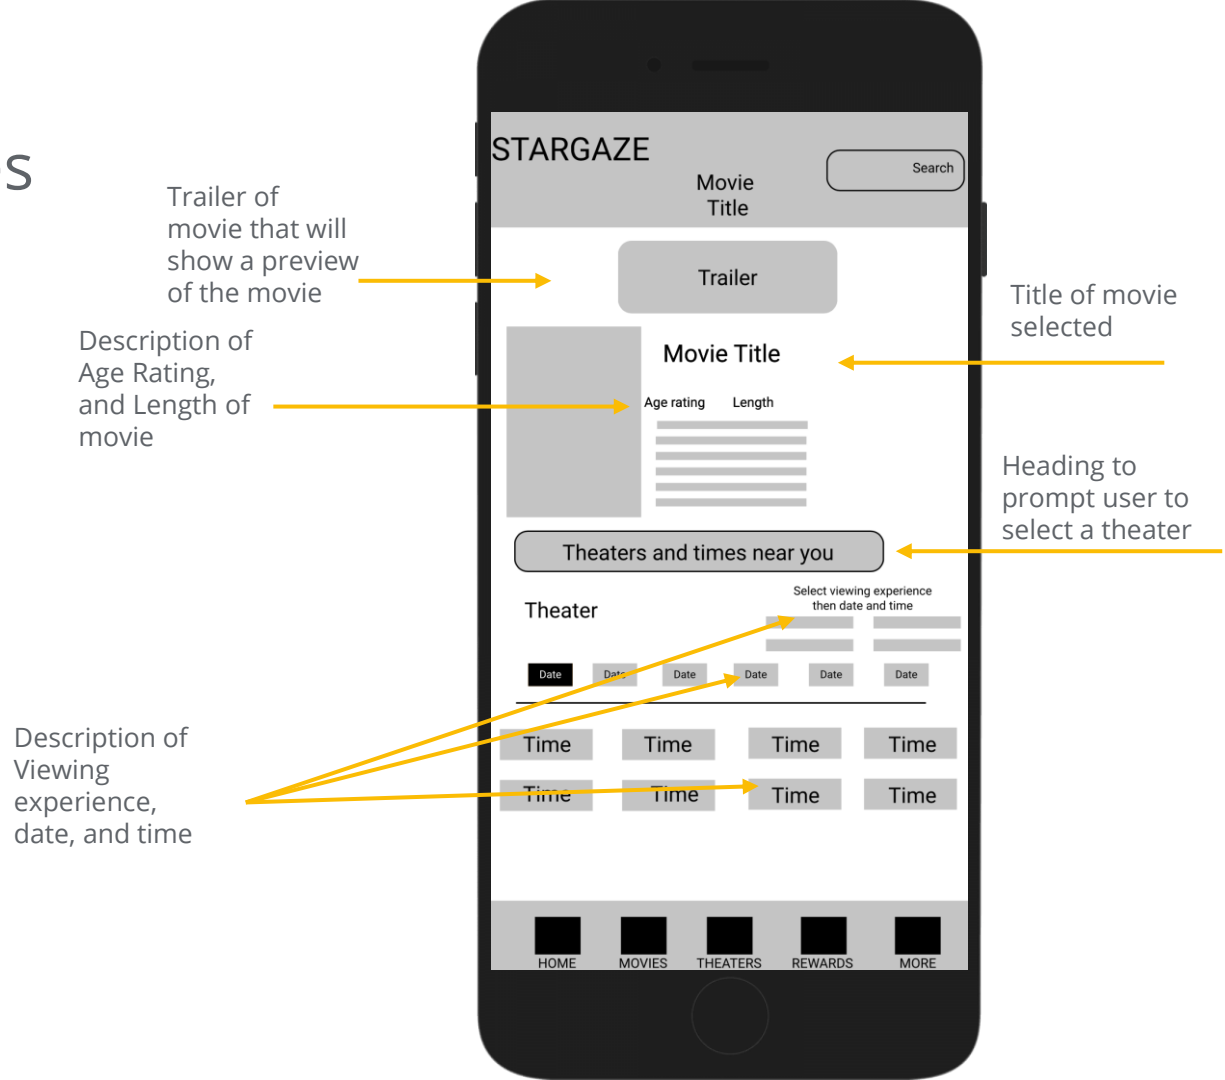 STARGAZE
Search
Movie
Title
Trailer of
movie that will
show a preview
of the movie
Trailer
Title of movie
selected
Description of
Age Rating,
and Length of
movie
Movie Title
Age rating Length
Heading to
prompt user to
select a theater
Theaters and times near you
Select viewing experience
then date and time
Theater
Date Date Date Date Date Date
Description of
Viewing
experience,
date, and time
Time Time Time Time
Time Time Time Time
HOME MOVIES THEATERS REWARDS MORE